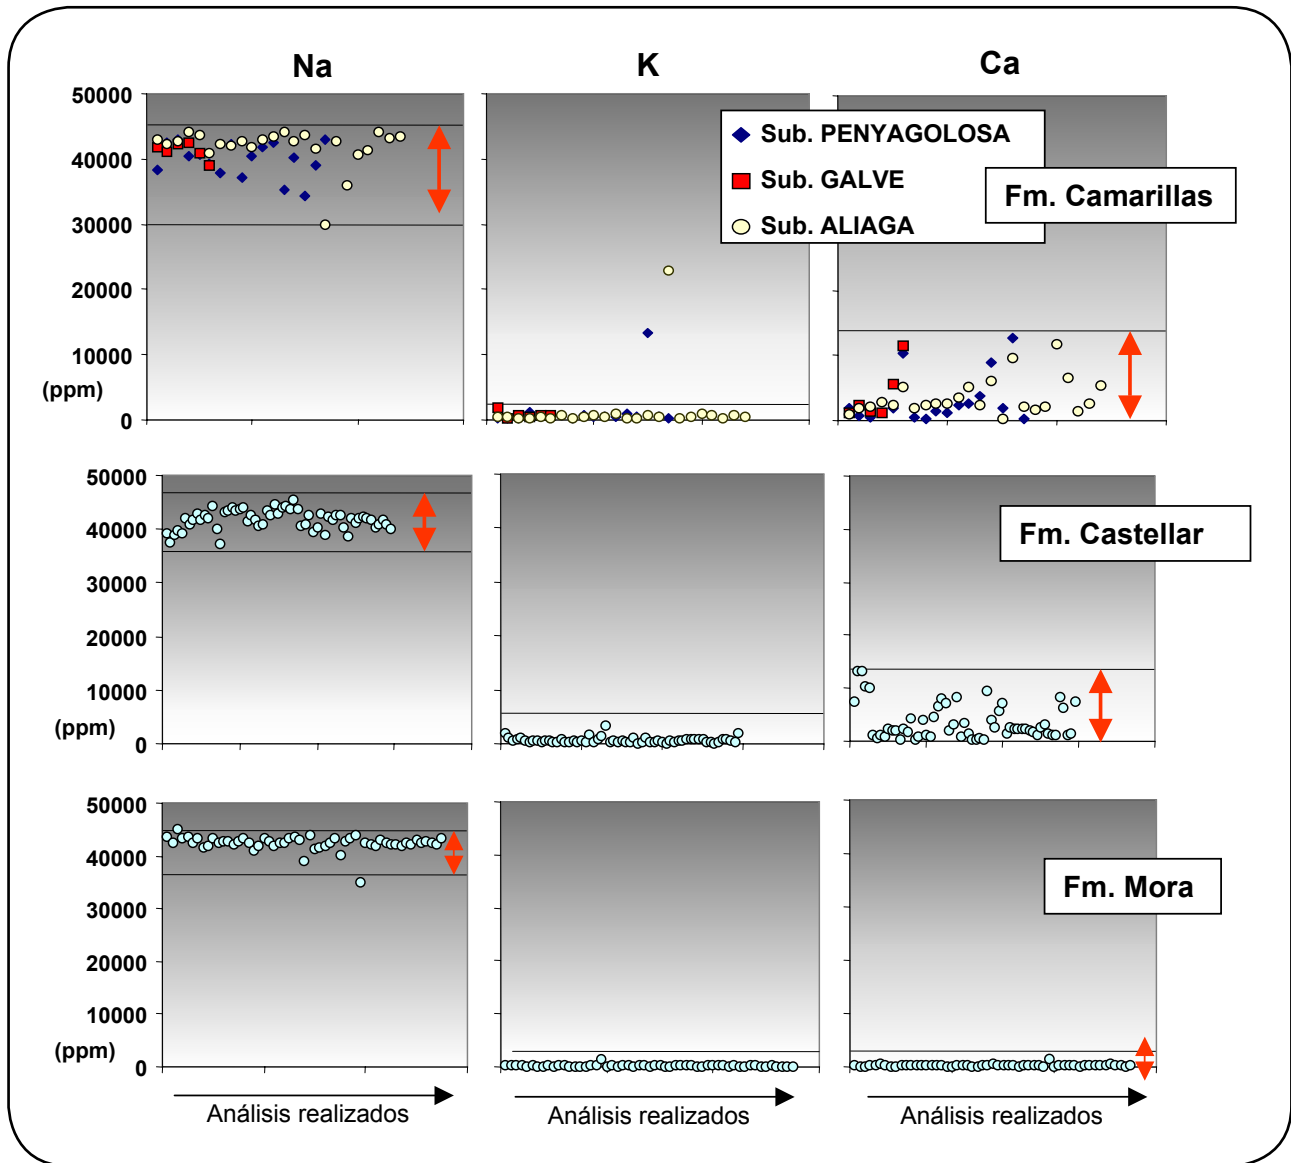 Na K Ca
50000
40000
30000
20000
10000
(ppm)
0
Sub. PENYAGOLOSA
Sub. GALVE
Sub. ALIAGA
Fm. Camarillas
50000
40000
30000
20000
10000
(ppm)
0
Fm. Castellar
50000
40000
30000
20000
10000
(ppm)
0
Fm. Mora
Análisis realizados Análisis realizados Análisis realizados